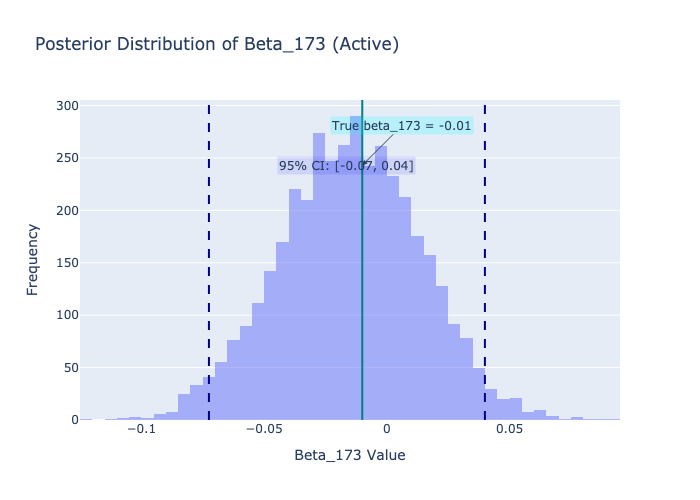 Posterior Distribution of Beta_173 (Active)
300
True beta_173 = -0.01
250
95% CI: [-0.07, 0.04]
200
150
100
50
0
Frequency
−0.1
−0.05
0
0.05
Beta_173 Value